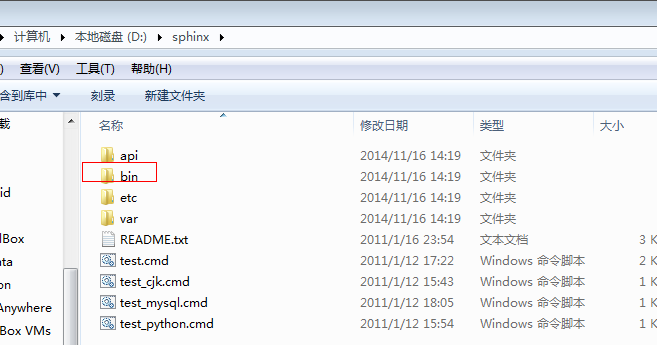 计算机 本地磁盘 (D:) sphinx
) 查看(V) 工具(T) 帮助(H)
含到库中 刻录 新建文件夹
载 名称 修改日期 类型 大小
api 2014/11/16 14:19 文件夹
bin 2014/11/16 14:19 文件夹
id etc 2014/11/16 14:19 文件夹
var 2014/11/16 14:19 文件夹
lBox README.txt 2011/1/16 23:54 文本文档 3 K
ata test.cmd 2011/1/12 17:22 Windows 命令脚本 2 K
on test_cjk.cmd 2011/1/12 15:43 Windows 命令脚本 1 K
Anywhere test_mysql.cmd 2011/1/12 18:05 Windows 命令脚本 1 K
Box VMs test_python.cmd 2011/1/12 15:54 Windows 命令脚本 1 K